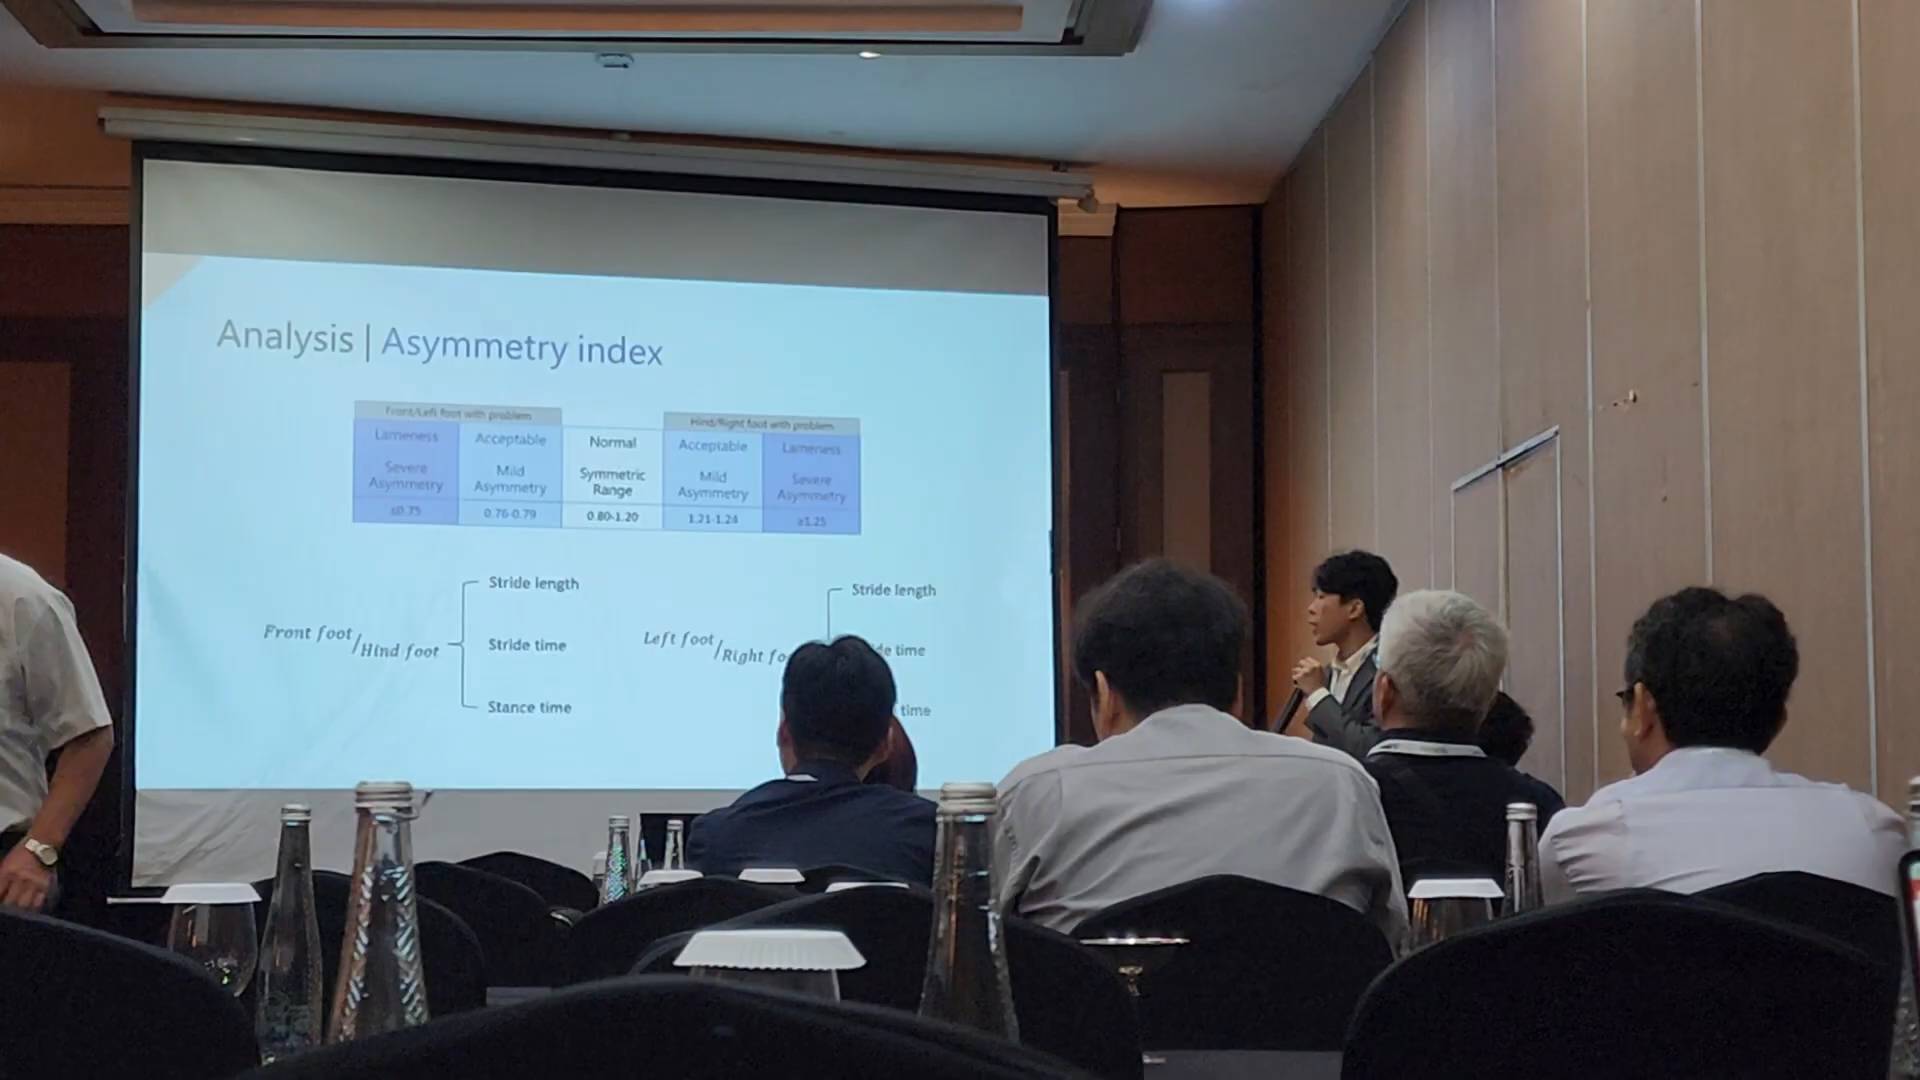 Analysis | Asymmetry index
Front/Left foot with problem
Hind/Right foot with problem
Lameness
Acceptable
Normal
Acceptable
Lameness
Severe
Asymmetry
Mild
Asymmetry
Symmetric
Range
Mild
Asymmetry
Severe
Asymmetry
≤0.75
0.76-0.79
0.80-1.20
1.21-1.24
≥1.25
Front foot/Hind foot
Stride length
Stride time
Stance time
Left foot/Right fo
Stride length
de time
time